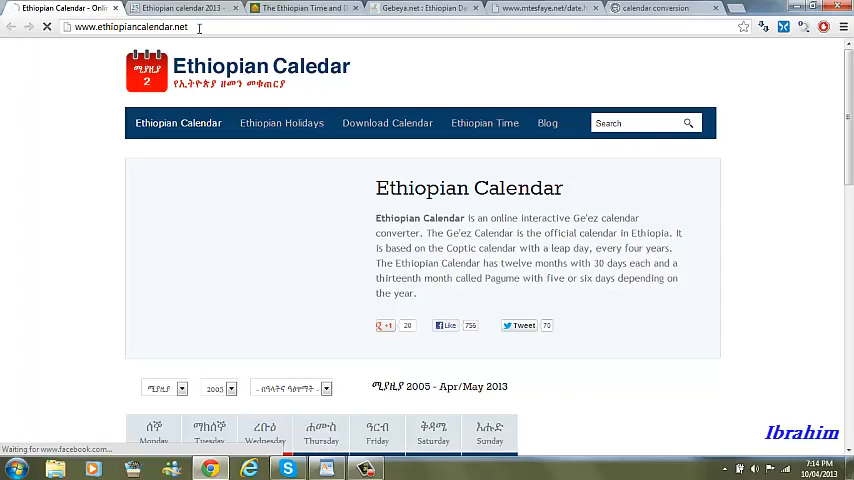 Ethiopian Calendar - Onli
Ethiopian calendar 2013 -
The Ethiopian Time and D
Gebeya.net : Ethiopian Da
www.mtesfaye.net/date.h
calendar conversion
www.ethiopiancalendar.net
ሚያዚያ
2
Ethiopian Caledar
የኢትዮጵያ ዘመን መቁጠርያ
Ethiopian Calendar Ethiopian Holidays Download Calendar Ethiopian Time Blog Search
Ethiopian Calendar
Ethiopian Calendar is an online interactive Ge'ez calendar
converter. The Ge'ez Calendar is the official calendar in Ethiopia. It
is based on the Coptic calendar with a leap day, every four years.
The Ethiopian Calendar has twelve months with 30 days each and a
thirteenth month called Pagume with five or six days depending on
the year.
+1 20 Like 756 Tweet 70
ሚያዚያ 2005 - በዓላትና ዕፅዋማት - ሚያዚያ 2005 - Apr/May 2013
ሰኞ ማክሰኞ ረቡዕ ሐሙስ ዓርብ ቅዳሜ እሑድ
Monday Tuesday Wednesday Thursday Friday Saturday Sunday
Waiting for www.facebook.com...
Ibrahim
7:14 PM
10/04/2013